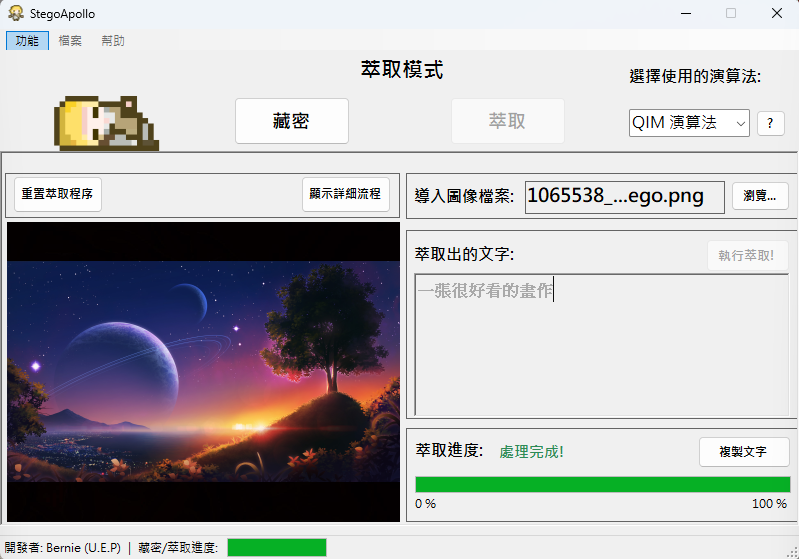 StegoApollo
功能 檔案 幫助
萃取模式
選擇使用的演算法:
藏密
萃取
QIM 演算法
?
重置萃取程序
顯示詳細流程
導入圖像檔案:
1065538_...ego.png
瀏覽...
萃取出的文字:
執行萃取!
一張很好看的畫作
萃取進度:
處理完成!
複製文字
0 %
100 %
開發者: Bernie (U.E.P) | 藏密/萃取進度: